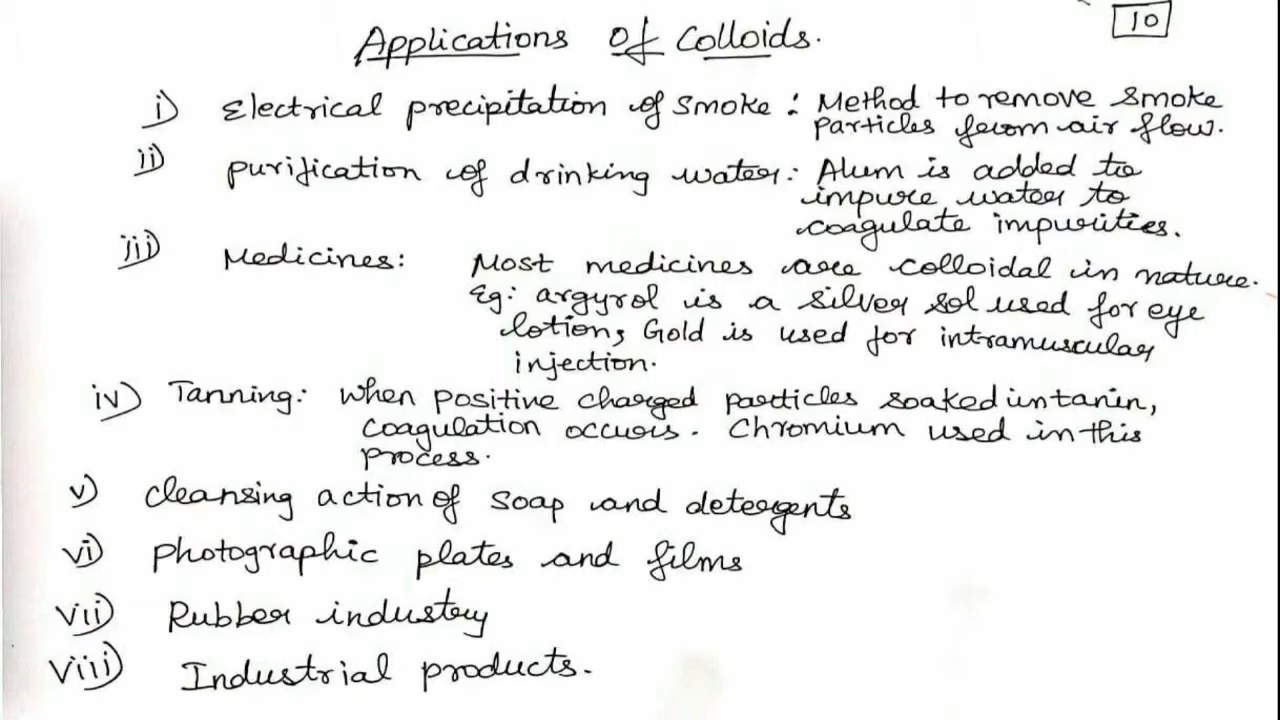 10
Applications of Colloids.
i) Electrical precipitation of smoke : Method to remove smoke
particles from air flow.
ii) purification of drinking water: Alum is added to
impure water to
coagulate impurities.
iii) Medicines: Most medicines are colloidal in nature.
Eg: argyrol is a silver sol used for eye
lotion, Gold is used for intramuscular
injection.
iv) Tanning: when positive charged particles soaked in tanin,
coagulation occurs. Chromium used in this
process.
v) cleansing action of soap and detergents
vi) photographic plates and films
vii) Rubber industry
viii) Industrial products.